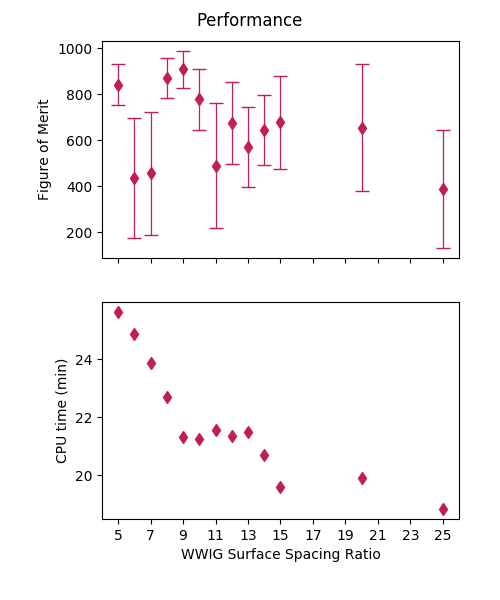 Performance
1000
800
600
400
200
Figure of Merit
24
22
20
CPU time (min)
5 7 9 11 13 15 17 19 21 23 25
WWIG Surface Spacing Ratio